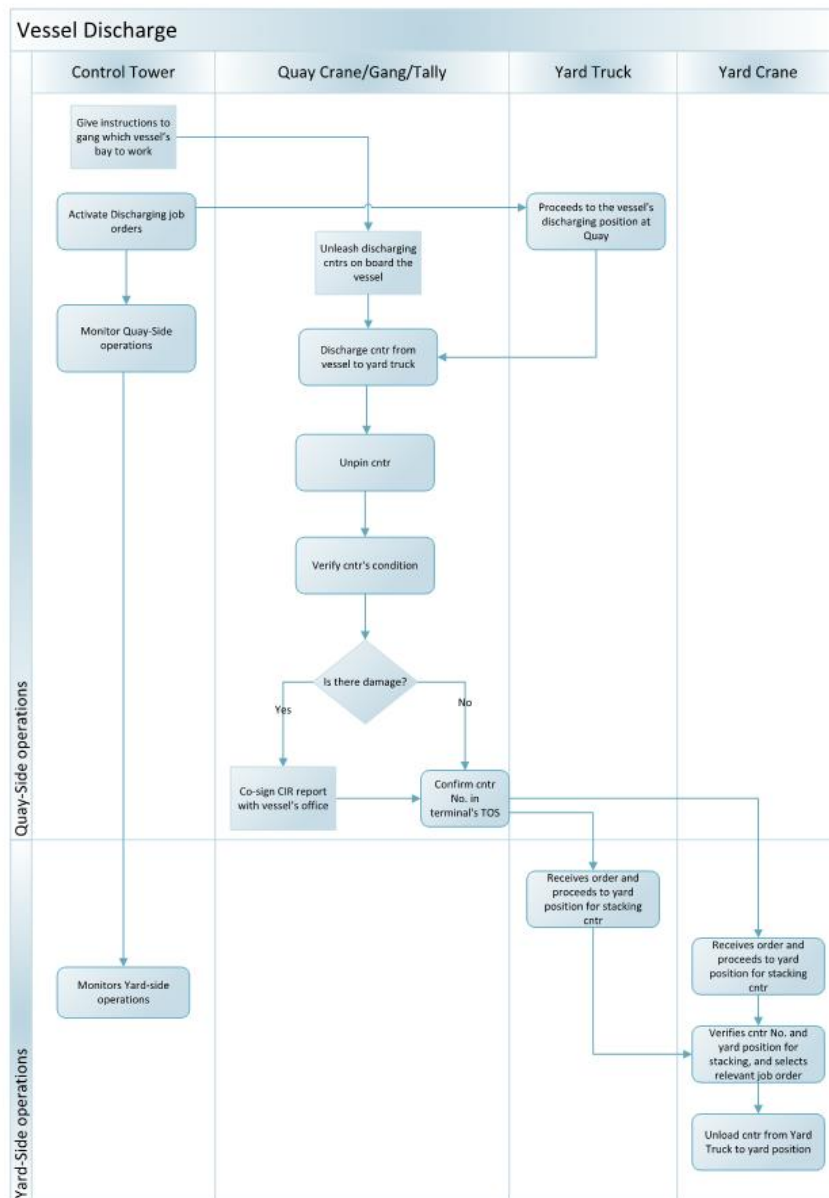 Vessel Discharge
Control Tower
Quay Crane/Gang/Tally
Yard Truck
Yard Crane
Quay-Side operations
Give instructions to
gang which vessel's
bay to work
Activate Discharging job
orders
Proceeds to the vessel's
discharging position at
Quay
Unleash discharging
cntrs on board the
vessel
Monitor Quay-Side
operations
Discharge cntr from
vessel to yard truck
Unpin cntr
Verify cntr's condition
Is there damage?
Yes
No
Co-sign CIR report
with vessel's office
Confirm cntr
No. in
terminal's TOS
Yard-Side operations
Receives order and
proceeds to yard
position for stacking
cntr
Receives order and
proceeds to yard
position for stacking
cntr
Monitors Yard-side
operations
Verifies cntr No. and
yard position for
stacking, and selects
relevant job order
Unload cntr from Yard
Truck to yard position